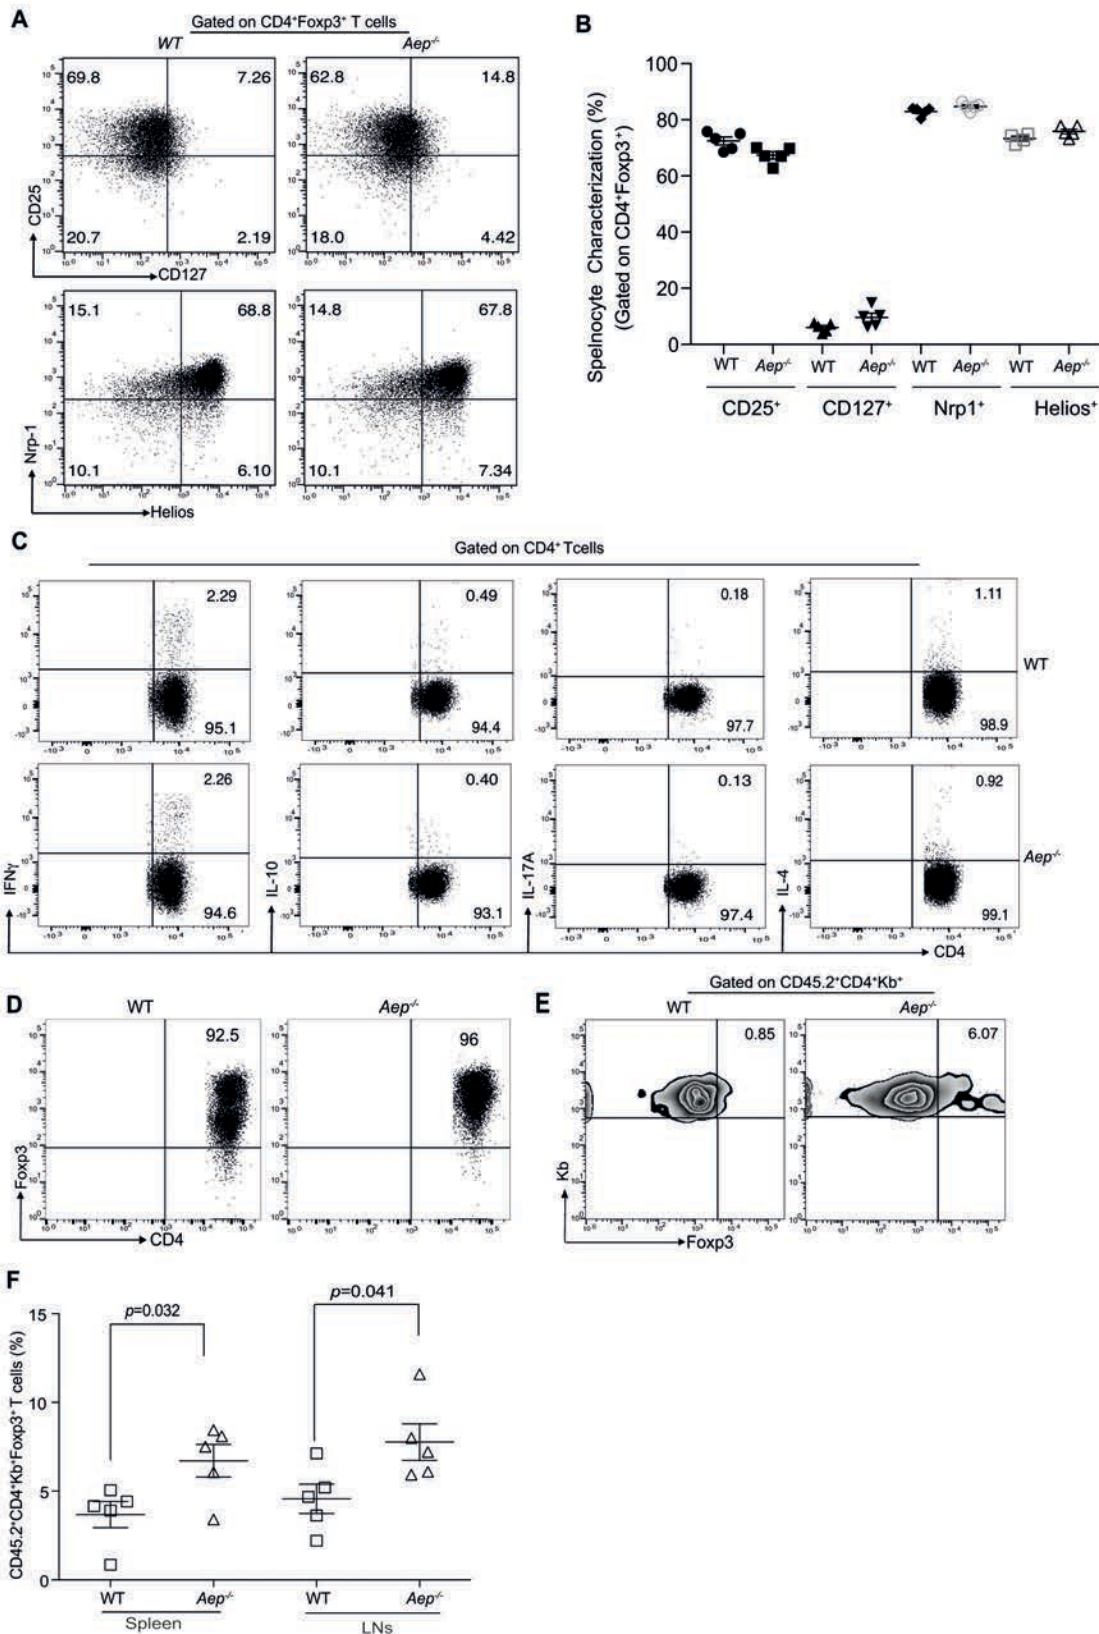 A
Gated on CD4⁺Foxp3⁺ T cells
WT Aep⁻/⁻
69.8 7.26 62.8 14.8
20.7 2.19 18.0 4.42
CD25
CD127
15.1 68.8 14.8 67.8
10.1 6.10 10.1 7.34
Nrp-1
Helios
B
Spelnocyte Characterization (%)
(Gated on CD4⁺Foxp3⁺)
100
80
60
40
20
0
WT Aep⁻/⁻ WT Aep⁻/⁻ WT Aep⁻/⁻ WT Aep⁻/⁻
CD25⁺ CD127⁺ Nrp1⁺ Helios⁺
C
Gated on CD4⁺ Tcells
2.29 0.49 0.18 1.11
WT
95.1 94.4 97.7 98.9
2.26 0.40 0.13 0.92
Aep⁻/⁻
94.6 93.1 97.4 99.1
IFNγ IL-10 IL-17A IL-4
CD4
D
WT Aep⁻/⁻
92.5 96
Foxp3
CD4
E
Gated on CD45.2⁺CD4⁺Kb⁺
WT Aep⁻/⁻
0.85 6.07
Kb
Foxp3
F
CD45.2⁺CD4⁺Kb⁺Foxp3⁺ T cells (%)
15
10
5
0
p=0.032 p=0.041
WT Aep⁻/⁻ WT Aep⁻/⁻
Spleen LNs